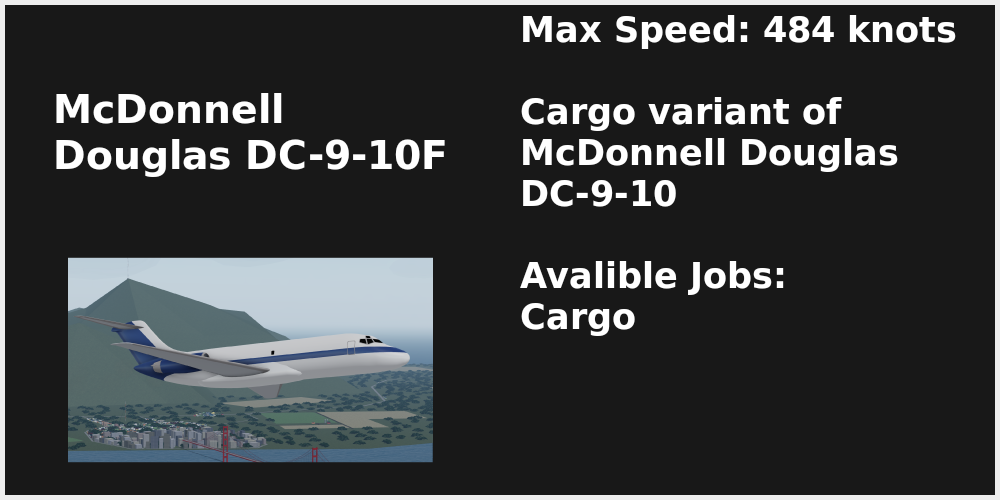 McDonnell
Douglas DC-9-10F
Max Speed: 484 knots
Cargo variant of
McDonnell Douglas
DC-9-10
Avalible Jobs:
Cargo